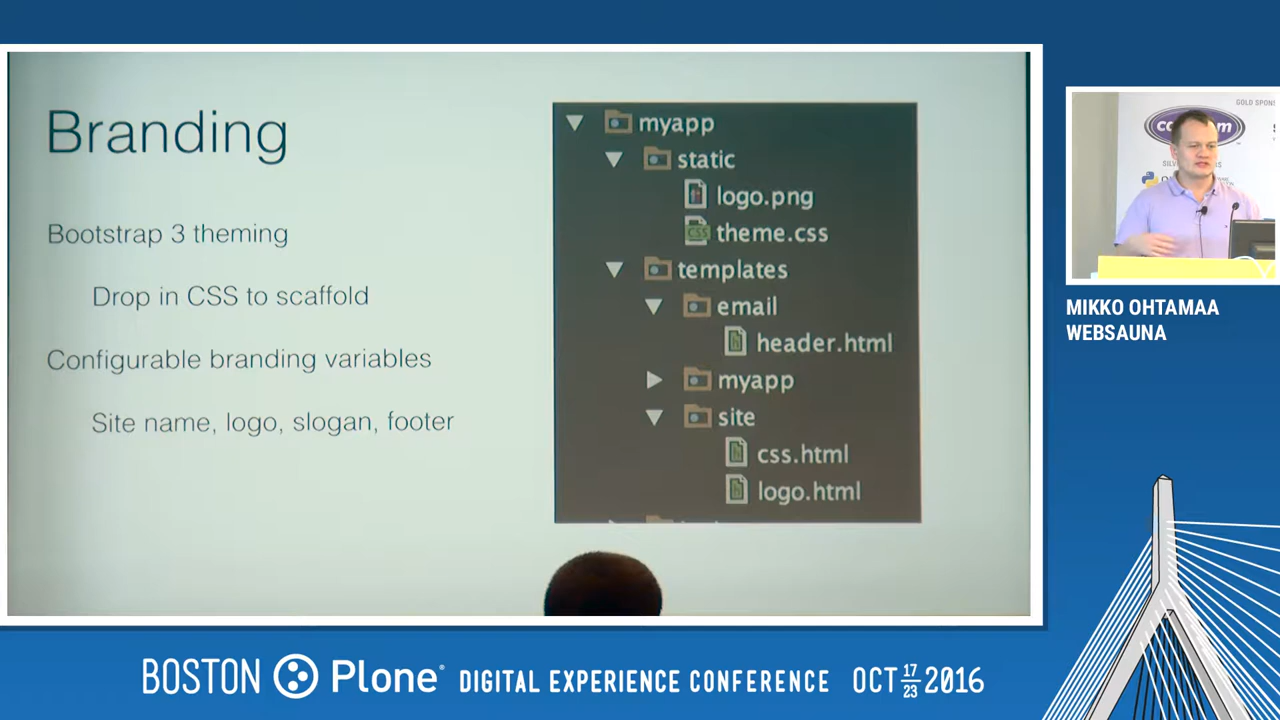 Branding
Bootstrap 3 theming
Drop in CSS to scaffold
Configurable branding variables
Site name, logo, slogan, footer
myapp
static
logo.png
CSS theme.css
templates
email
header.html
myapp
site
css.html
logo.html
GOLD SPONS
MIKKO OHTAMAA
WEBSAUNA
BOSTON Plone® DIGITAL EXPERIENCE CONFERENCE OCT 17 23 2016